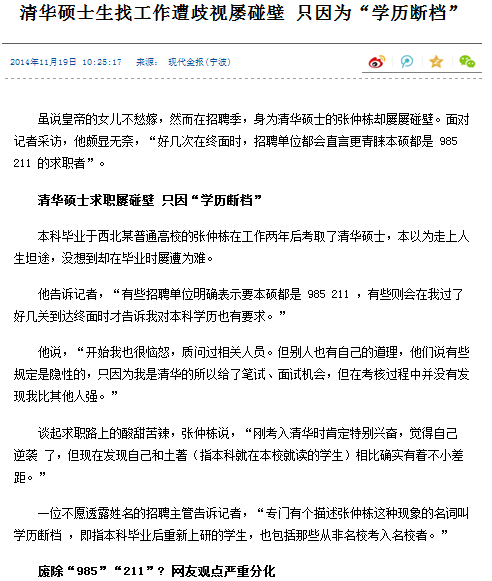 清华硕士生找工作遭歧视屡碰壁 只因为“学历断档”
2014年11月19日 10:25:17 来源： 现代金报(宁波)
虽说皇帝的女儿不愁嫁，然而在招聘季，身为清华硕士的张仲栋却屡屡碰壁。面对
记者采访，他颇显无奈，“好几次在终面时，招聘单位都会直言更青睐本硕都是 985
211 的求职者”。
清华硕士求职屡碰壁 只因“学历断档”
本科毕业于西北某普通高校的张仲栋在工作两年后考取了清华硕士，本以为走上人
生坦途，没想到却在毕业时屡遭为难。
他告诉记者，“有些招聘单位明确表示要本硕都是 985 211 ，有些则会在我过了
好几关到达终面时才告诉我对本科学历也有要求。”
他说，“开始我也很恼怒，质问过相关人员。但别人也有自己的道理，他们说有些
规定是隐性的，只因为我是清华的所以给了笔试、面试机会，但在考核过程中并没有发
现我比其他人强。”
谈起求职路上的酸甜苦辣，张仲栋说，“刚考入清华时肯定特别兴奋，觉得自己
逆袭 了，但现在发现自己和土著（指本科就在本校就读的学生）相比确实有着不小差
距。”
一位不愿透露姓名的招聘主管告诉记者，“专门有个描述张仲栋这种现象的名词叫
学历断档 ，即指本科毕业后重新上研的学生，也包括那些从非名校考入名校者。”
废除“985”“211”？网友观点严重分化